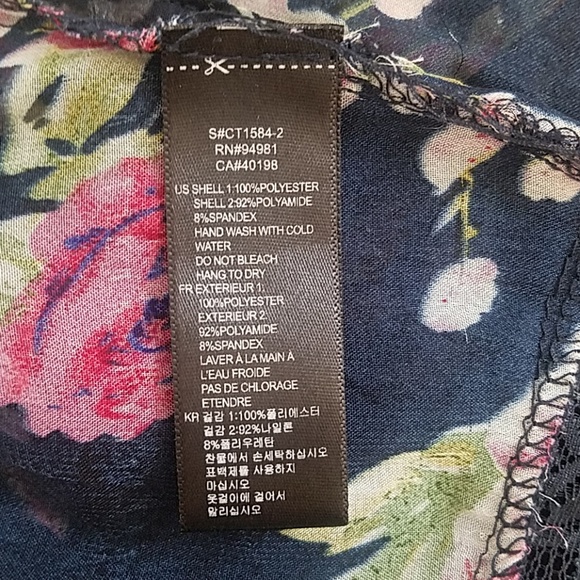 S#CT1584-2
RN#94981
CA#40198
US SHELL 1:100%POLYESTER
SHELL 2:92%POLYAMIDE
8%SPANDEX
HAND WASH WITH COLD
WATER
DO NOT BLEACH
HANG TO DRY
FR EXTERIEUR 1:
100%POLYESTER
EXTERIEUR 2
92%POLYAMIDE
8%SPANDEX
LAVER À LA MAIN À
L'EAU FROIDE
PAS DE CHLORAGE
ETENDRE
KR 겉감 1:100%폴리에스터
겉감 2:92%나일론
8%폴리우레탄
찬물에서 손세탁하십시오
표백제를 사용하지
마십시오
옷걸이에 걸어서
말리십시오